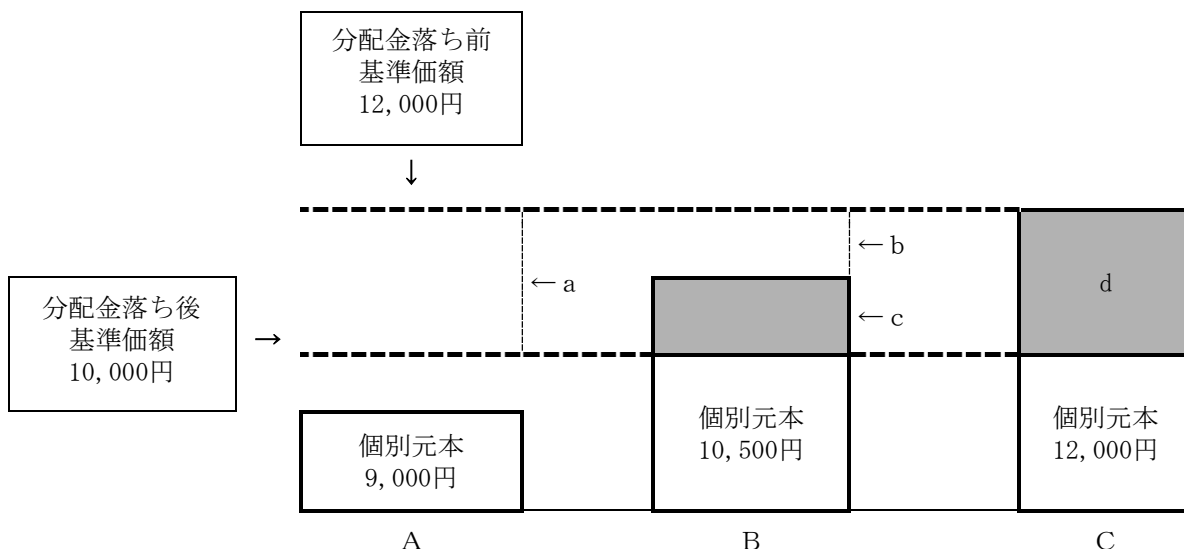 分配金落ち前
基準価額
12,000円
↓
←b
←a
d
分配金落ち後
基準価額
10,000円
→
←c
個別元本
9,000円
個別元本
10,500円
個別元本
12,000円
A
B
C